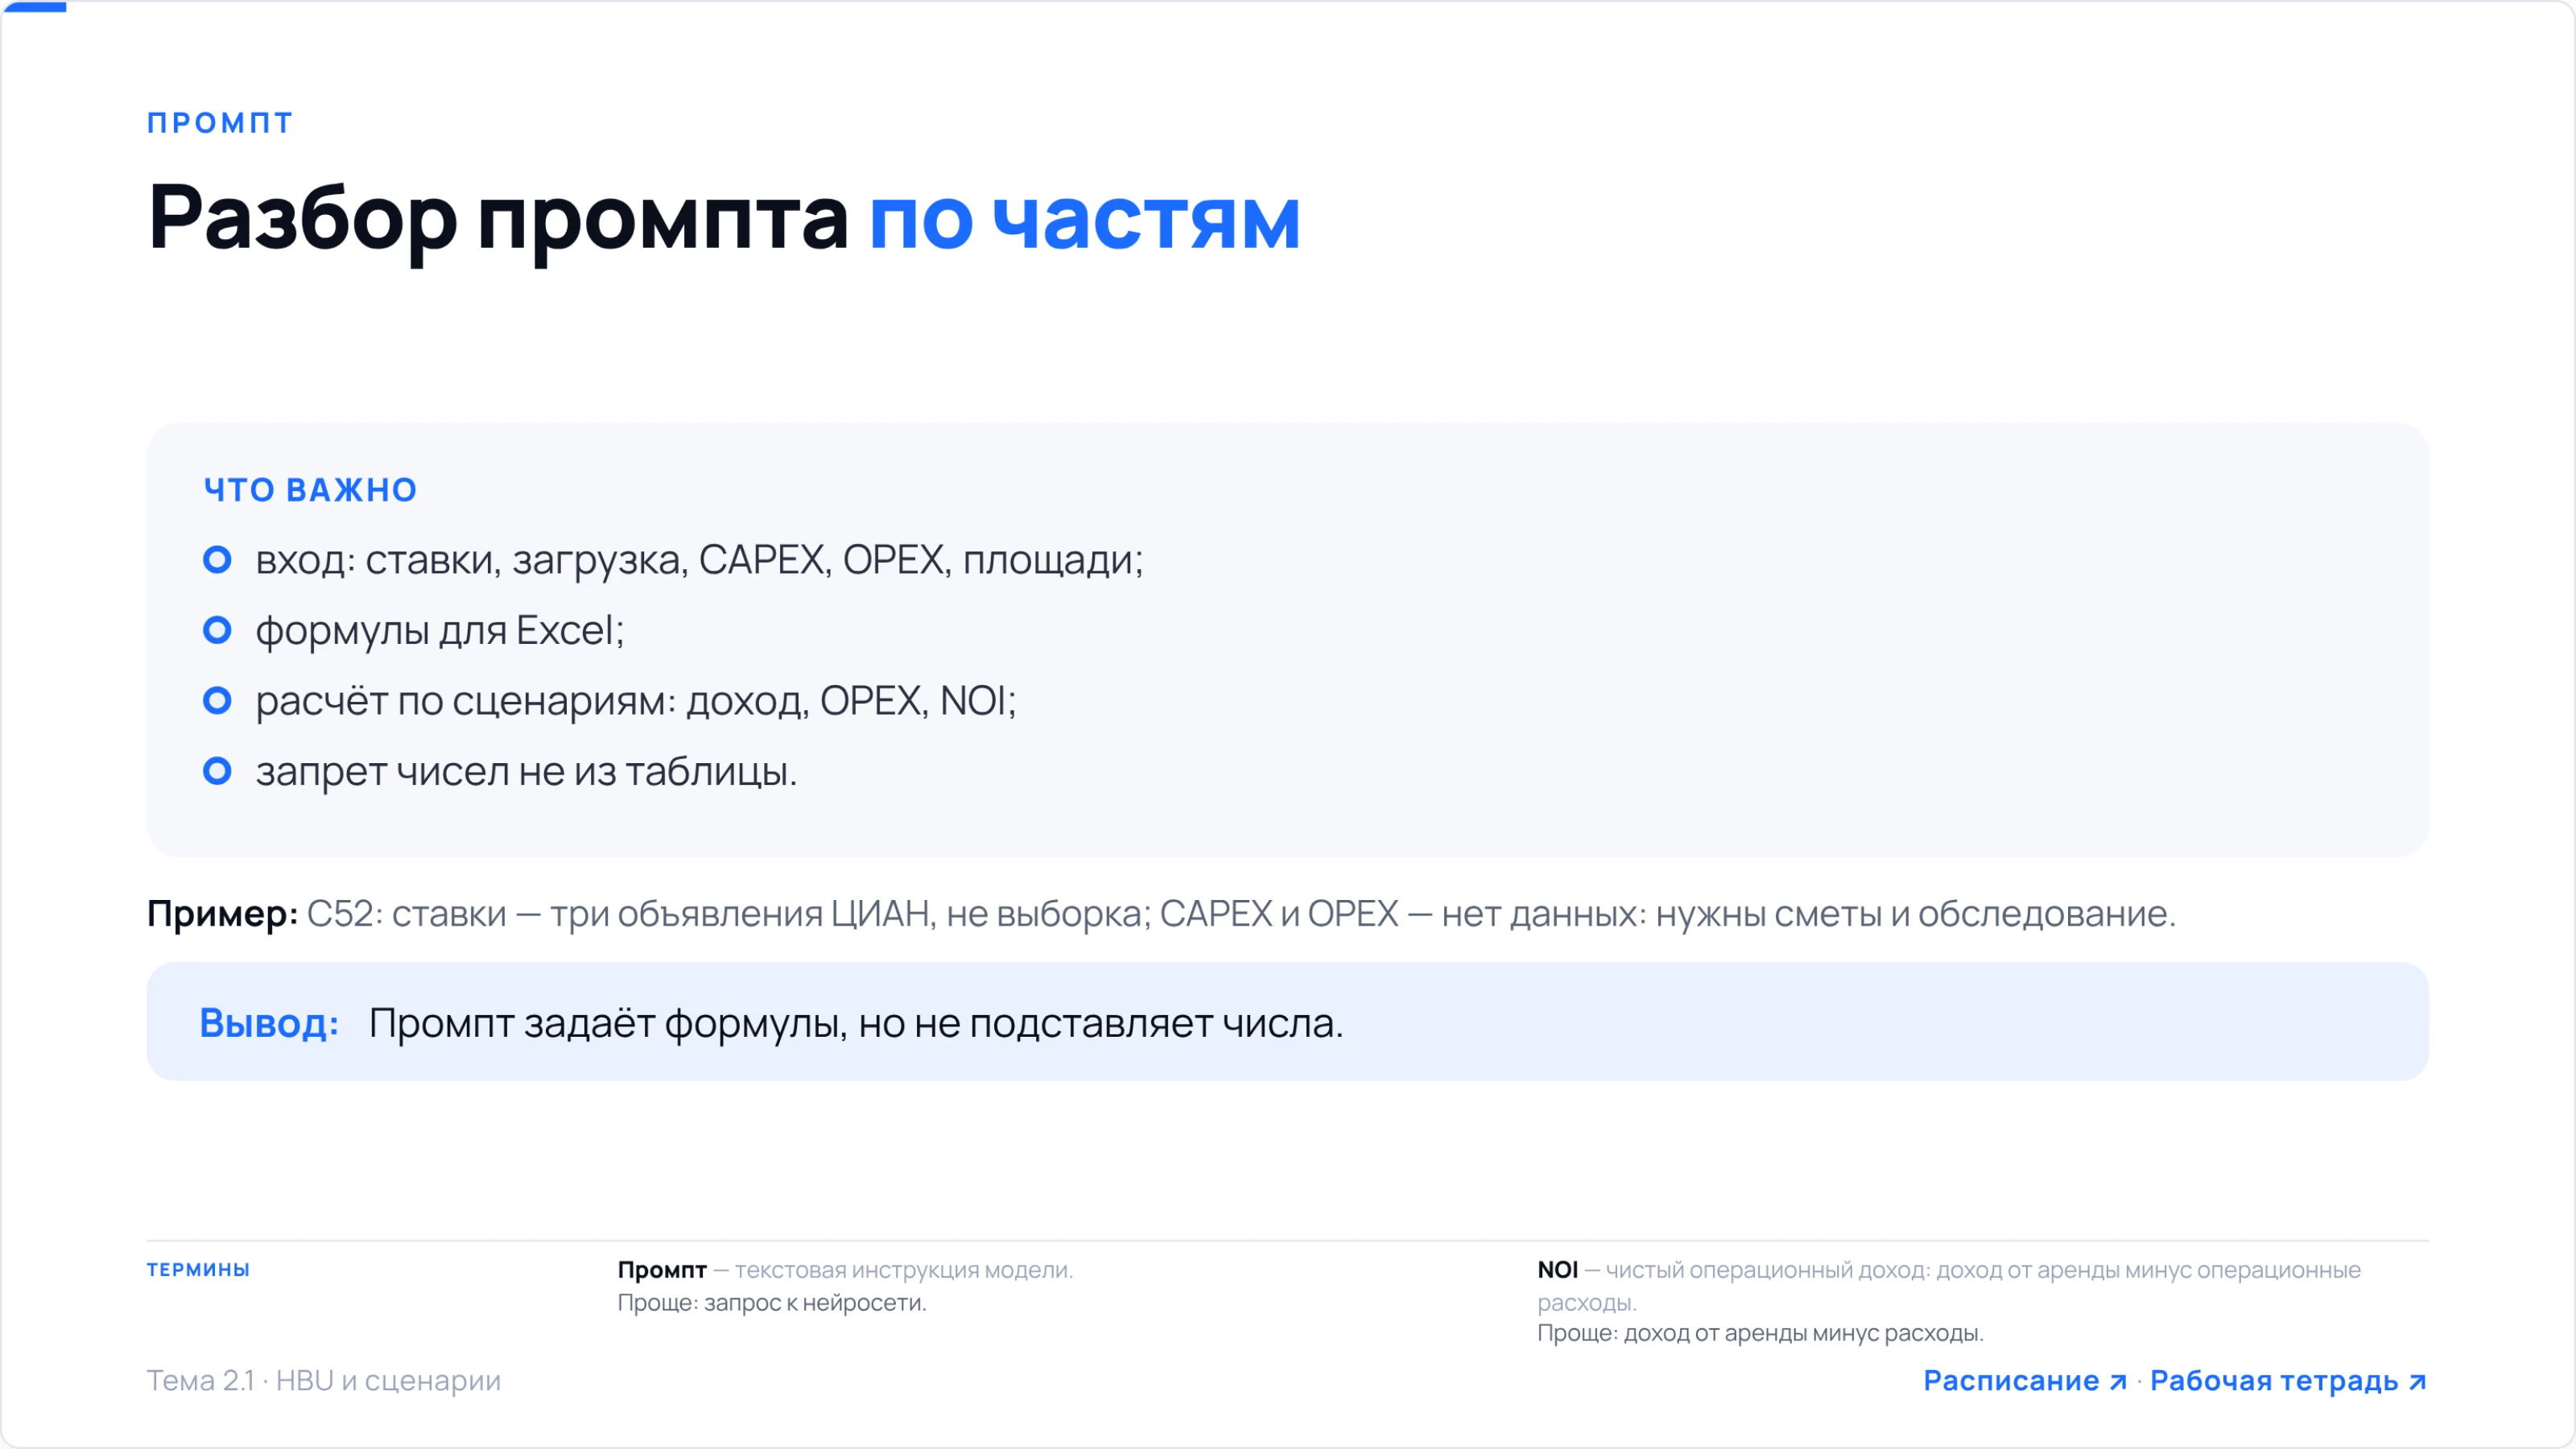 ПРОМПТ
Разбор промпта по частям
ЧТО ВАЖНО
вход: ставки, загрузка, CAPEX, OPEX, площади;
формулы для Excel;
расчёт по сценариям: доход, OPEX, NOI;
запрет чисел не из таблицы.
Пример: С52: ставки — три объявления ЦИАН, не выборка; CAPEX и OPEX — нет данных: нужны сметы и обследование.
Вывод: Промпт задаёт формулы, но не подставляет числа.
ТЕРМИНЫ
Промпт — текстовая инструкция модели.
Проще: запрос к нейросети.
NOI — чистый операционный доход: доход от аренды минус операционные
расходы.
Проще: доход от аренды минус расходы.
Тема 2.1 · HBU и сценарии
Расписание ↗ · Рабочая тетрадь ↗